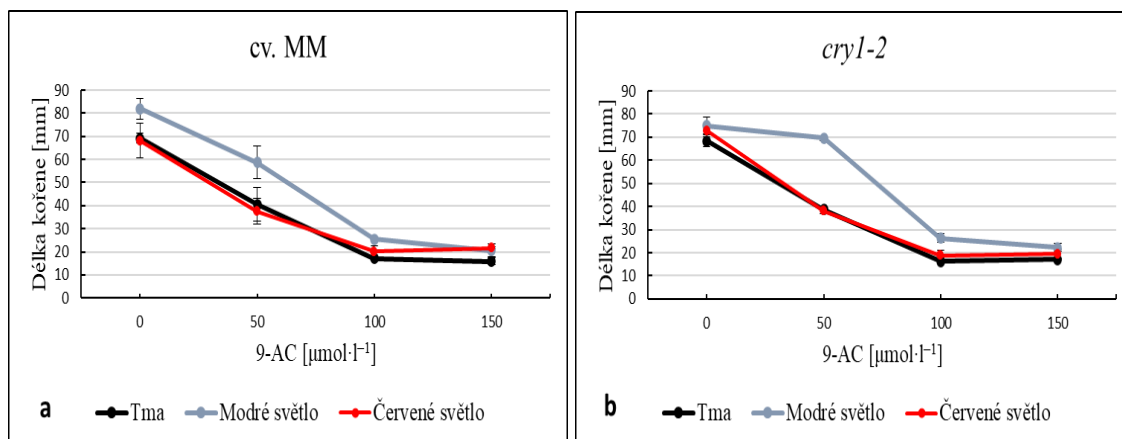 cv. MM
Délka kořene [mm]
90
80
70
60
50
40
30
20
10
0
0 50 100 150
9-AC [µmol·l⁻¹]
a Tma Modré světlo Červené světlo
cry1-2
Délka kořene [mm]
90
80
70
60
50
40
30
20
10
0
0 50 100 150
9-AC [µmol·l⁻¹]
b Tma Modré světlo Červené světlo